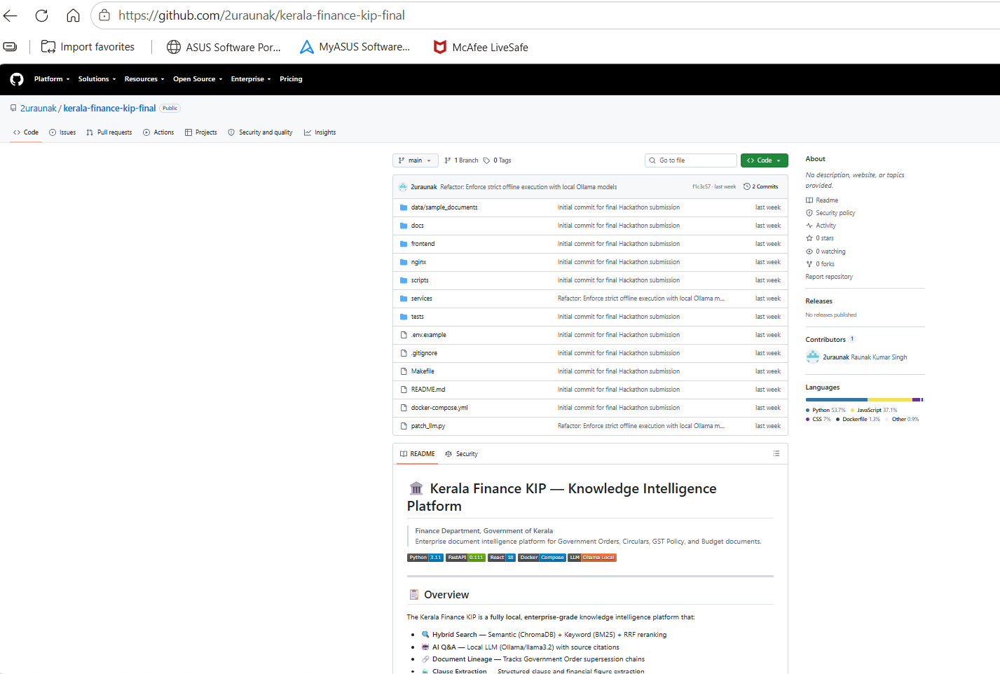 https://github.com/2uraunak/kerala-finance-kip-final
Import favorites
ASUS Software Por...
MyASUS Software...
McAfee LiveSafe
Platform
Solutions
Resources
Open Source
Enterprise
Pricing
2uraunak / kerala-finance-kip-final Public
Code
Issues
Pull requests
Actions
Projects
Security and quality
Insights
main
1 Branch
0 Tags
Go to file
Code
2uraunak Refactor: Enforce strict offline execution with local Ollama models f1c3c57 · last week 2 Commits
data/sample_documents Initial commit for final Hackathon submission last week
docs Initial commit for final Hackathon submission last week
frontend Initial commit for final Hackathon submission last week
nginx Initial commit for final Hackathon submission last week
scripts Initial commit for final Hackathon submission last week
services Refactor: Enforce strict offline execution with local Ollama m... last week
tests Initial commit for final Hackathon submission last week
.env.example Initial commit for final Hackathon submission last week
.gitignore Initial commit for final Hackathon submission last week
Makefile Initial commit for final Hackathon submission last week
README.md Initial commit for final Hackathon submission last week
docker-compose.yml Initial commit for final Hackathon submission last week
patch_llm.py Refactor: Enforce strict offline execution with local Ollama m... last week
README
Security
Kerala Finance KIP — Knowledge Intelligence
Platform
Finance Department, Government of Kerala
Enterprise document intelligence platform for Government Orders, Circulars, GST Policy, and Budget documents.
Python 3.11 FastAPI 0.111 React 18 Docker Compose LLM Ollama Local
Overview
The Kerala Finance KIP is a fully local, enterprise-grade knowledge intelligence platform that:
• Hybrid Search — Semantic (ChromaDB) + Keyword (BM25) + RRF reranking
• AI Q&A — Local LLM (Ollama/llama3.2) with source citations
• Document Lineage — Tracks Government Order supersession chains
• Clause Extraction — Structured clause and financial figure extraction
About
No description, website, or topics
provided.
Readme
Security policy
Activity
0 stars
0 watching
0 forks
Report repository
Releases
No releases published
Contributors 1
2uraunak Raunak Kumar Singh
Languages
Python 53.7% JavaScript 37.1%
CSS 7% Dockerfile 1.3% Other 0.9%